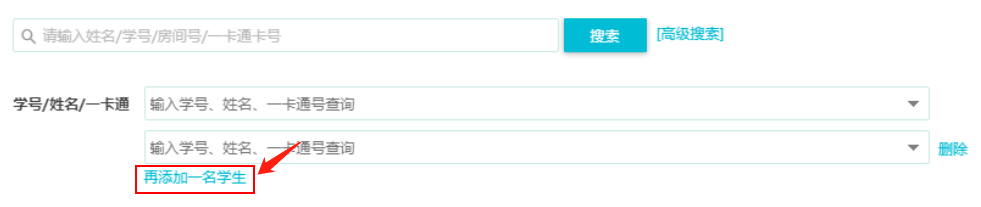 请输入姓名/学号/房间号/一卡通卡号 搜索 [高级搜索]
学号/姓名/一卡通 输入学号、姓名、一卡通号查询
输入学号、姓名、一卡通号查询 删除
再添加一名学生